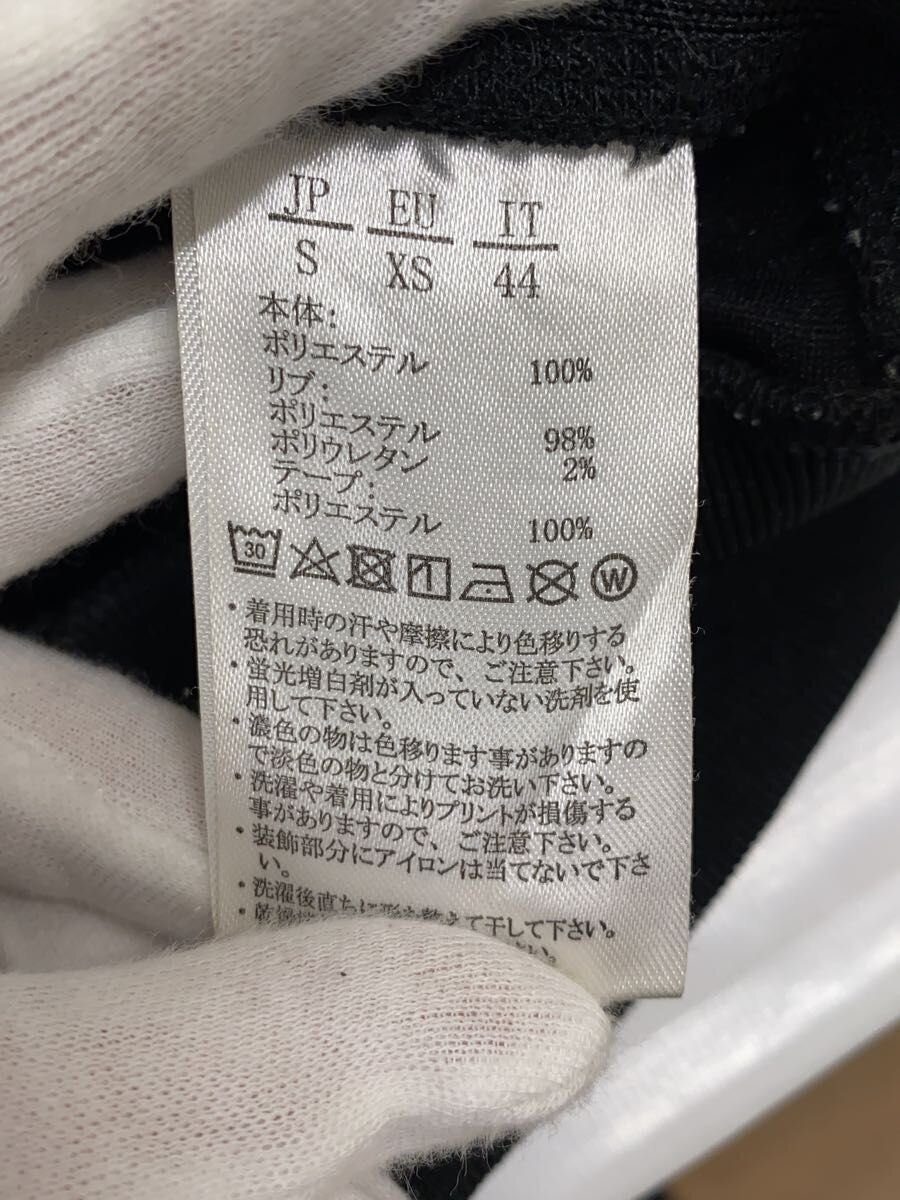 JP EU IT
S XS 44
本体:
ポリエステル 100%
リブ:
ポリエステル 98%
ポリウレタン 2%
テープ:
ポリエステル 100%
30 W
・着用時の汗や摩擦により色移りする
恐れがありますので、ご注意下さい。
・蛍光増白剤が入っていない洗剤を使
用して下さい。
・濃色の物は色移ります事がありますの
で淡色の物と分けてお洗い下さい。
・洗濯や着用によりプリントが損傷する
事がありますので、ご注意下さい。
・装飾部分にアイロンは当てないで下さ
い。
・洗濯後直ちに形を整えて干して下さい。
・乾燥